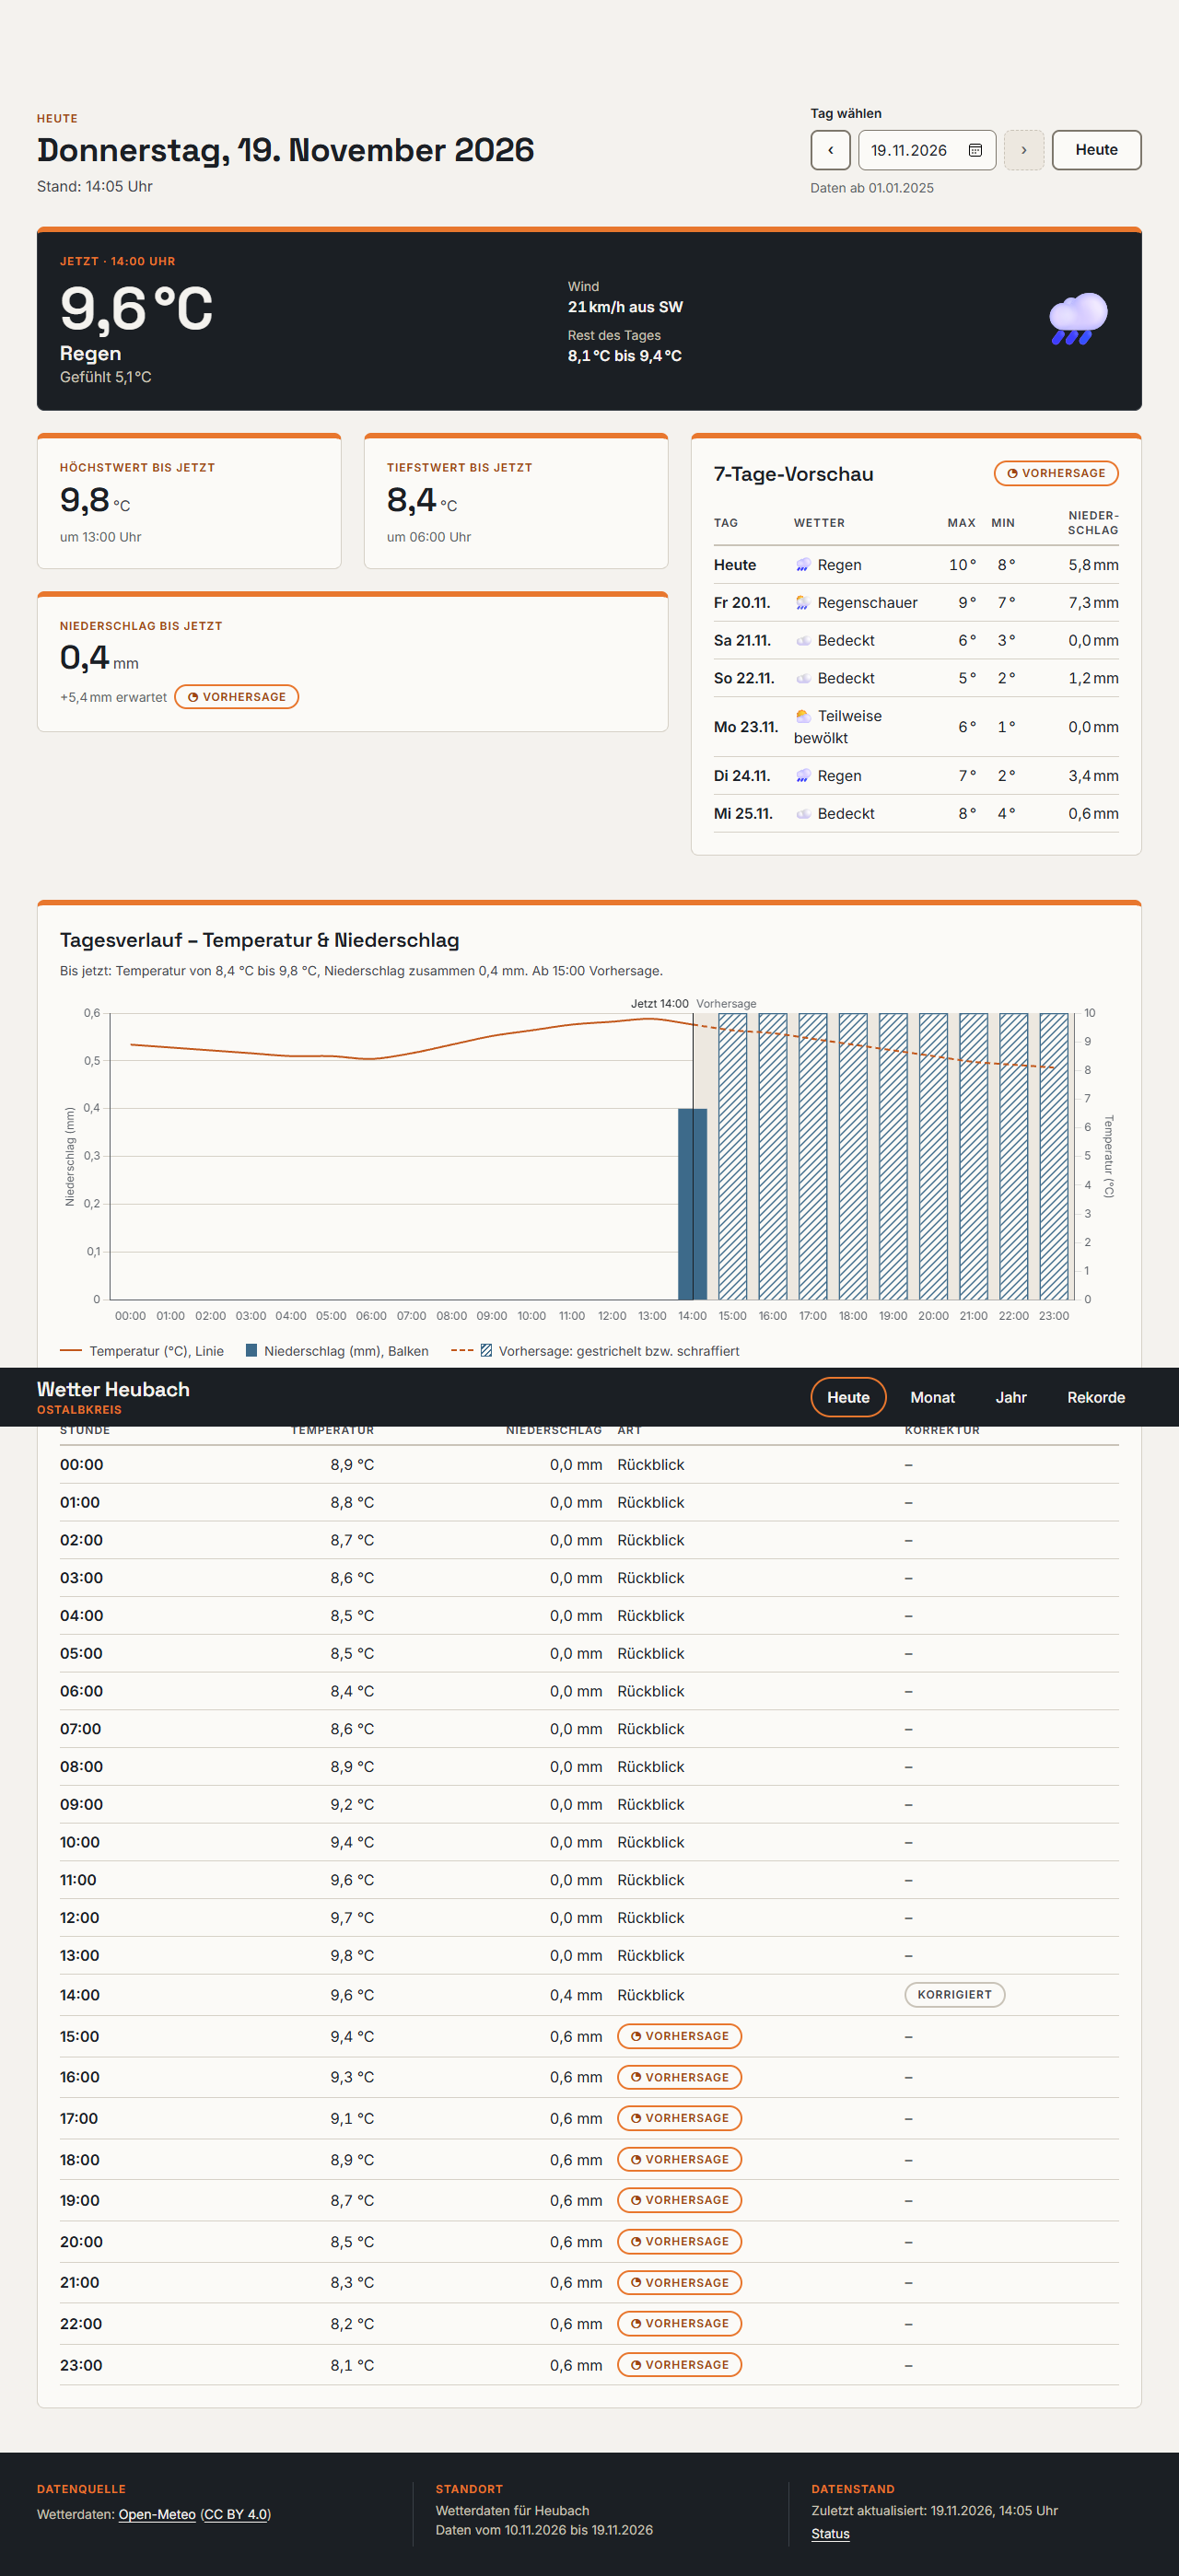 HEUTE
Donnerstag, 19. November 2026
Stand: 14:05 Uhr
Tag wählen
‹ 19.11.2026 › Heute
Daten ab 01.01.2025
JETZT · 14:00 UHR
9,6 °C
Regen
Gefühlt 5,1 °C
Wind
21 km/h aus SW
Rest des Tages
8,1 °C bis 9,4 °C
HÖCHSTWERT BIS JETZT
9,8 °C
um 13:00 Uhr
TIEFSTWERT BIS JETZT
8,4 °C
um 06:00 Uhr
NIEDERSCHLAG BIS JETZT
0,4 mm
+5,4 mm erwartet VORHERSAGE
7-Tage-Vorschau VORHERSAGE
TAG WETTER MAX MIN NIEDER-
SCHLAG
Heute Regen 10 ° 8 ° 5,8 mm
Fr 20.11. Regenschauer 9 ° 7 ° 7,3 mm
Sa 21.11. Bedeckt 6 ° 3 ° 0,0 mm
So 22.11. Bedeckt 5 ° 2 ° 1,2 mm
Mo 23.11. Teilweise
bewölkt 6 ° 1 ° 0,0 mm
Di 24.11. Regen 7 ° 2 ° 3,4 mm
Mi 25.11. Bedeckt 8 ° 4 ° 0,6 mm
Tagesverlauf – Temperatur & Niederschlag
Bis jetzt: Temperatur von 8,4 °C bis 9,8 °C, Niederschlag zusammen 0,4 mm. Ab 15:00 Vorhersage.
Jetzt 14:00 Vorhersage
Niederschlag (mm)
0,6
0,5
0,4
0,3
0,2
0,1
0
10
9
8
7
6
5
4
3
2
1
0
Temperatur (°C)
00:00 01:00 02:00 03:00 04:00 05:00 06:00 07:00 08:00 09:00 10:00 11:00 12:00 13:00 14:00 15:00 16:00 17:00 18:00 19:00 20:00 21:00 22:00 23:00
Temperatur (°C), Linie Niederschlag (mm), Balken Vorhersage: gestrichelt bzw. schraffiert
Wetter Heubach
OSTALBKREIS
Heute Monat Jahr Rekorde
STUNDE TEMPERATUR NIEDERSCHLAG ART KORREKTUR
00:00 8,9 °C 0,0 mm Rückblick –
01:00 8,8 °C 0,0 mm Rückblick –
02:00 8,7 °C 0,0 mm Rückblick –
03:00 8,6 °C 0,0 mm Rückblick –
04:00 8,5 °C 0,0 mm Rückblick –
05:00 8,5 °C 0,0 mm Rückblick –
06:00 8,4 °C 0,0 mm Rückblick –
07:00 8,6 °C 0,0 mm Rückblick –
08:00 8,9 °C 0,0 mm Rückblick –
09:00 9,2 °C 0,0 mm Rückblick –
10:00 9,4 °C 0,0 mm Rückblick –
11:00 9,6 °C 0,0 mm Rückblick –
12:00 9,7 °C 0,0 mm Rückblick –
13:00 9,8 °C 0,0 mm Rückblick –
14:00 9,6 °C 0,4 mm Rückblick KORRIGIERT
15:00 9,4 °C 0,6 mm VORHERSAGE –
16:00 9,3 °C 0,6 mm VORHERSAGE –
17:00 9,1 °C 0,6 mm VORHERSAGE –
18:00 8,9 °C 0,6 mm VORHERSAGE –
19:00 8,7 °C 0,6 mm VORHERSAGE –
20:00 8,5 °C 0,6 mm VORHERSAGE –
21:00 8,3 °C 0,6 mm VORHERSAGE –
22:00 8,2 °C 0,6 mm VORHERSAGE –
23:00 8,1 °C 0,6 mm VORHERSAGE –
DATENQUELLE
Wetterdaten: Open-Meteo (CC BY 4.0)
STANDORT
Wetterdaten für Heubach
Daten vom 10.11.2026 bis 19.11.2026
DATENSTAND
Zuletzt aktualisiert: 19.11.2026, 14:05 Uhr
Status